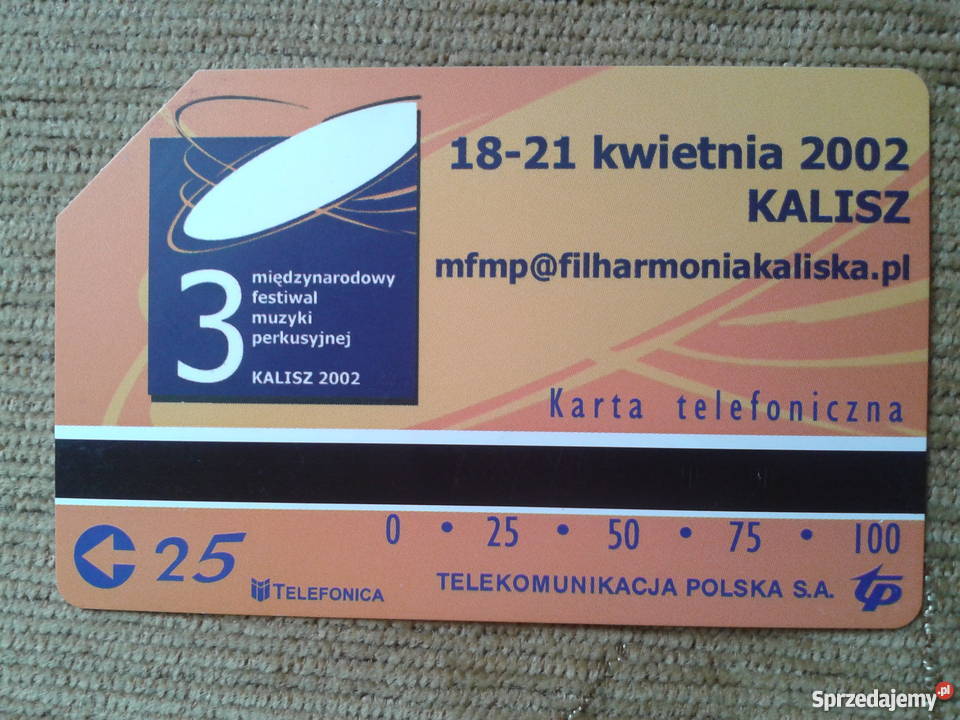 18-21 kwietnia 2002
KALISZ
mfmp@filharmoniakaliska.pl
3
międzynarodowy
festiwal
muzyki
perkusyjnej
KALISZ 2002
Karta telefoniczna
0 • 25 • 50 • 75 • 100
25
TELEFONICA
TELEKOMUNIKACJA POLSKA S.A. tp
Sprzedajemy.pl